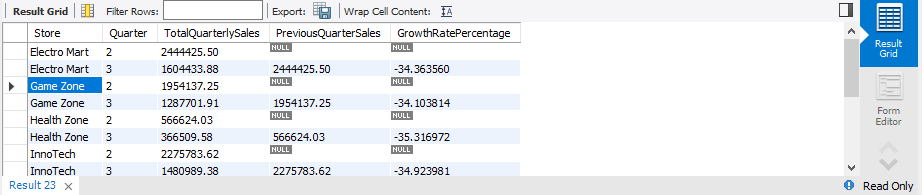 Result Grid Filter Rows: Export: Wrap Cell Content: IA
Store Quarter TotalQuarterlySales PreviousQuarterSales GrowthRatePercentage
Electro Mart 2 2444425.50 NULL NULL
Electro Mart 3 1604433.88 2444425.50 -34.363560
Game Zone 2 1954137.25 NULL NULL
Game Zone 3 1287701.91 1954137.25 -34.103814
Health Zone 2 566624.03 NULL NULL
Health Zone 3 366509.58 566624.03 -35.316972
InnoTech 2 2275783.62 NULL NULL
InnoTech 3 1480989.38 2275783.62 -34.923981
Result
Grid
Form
Editor
Result 23 × Read Only